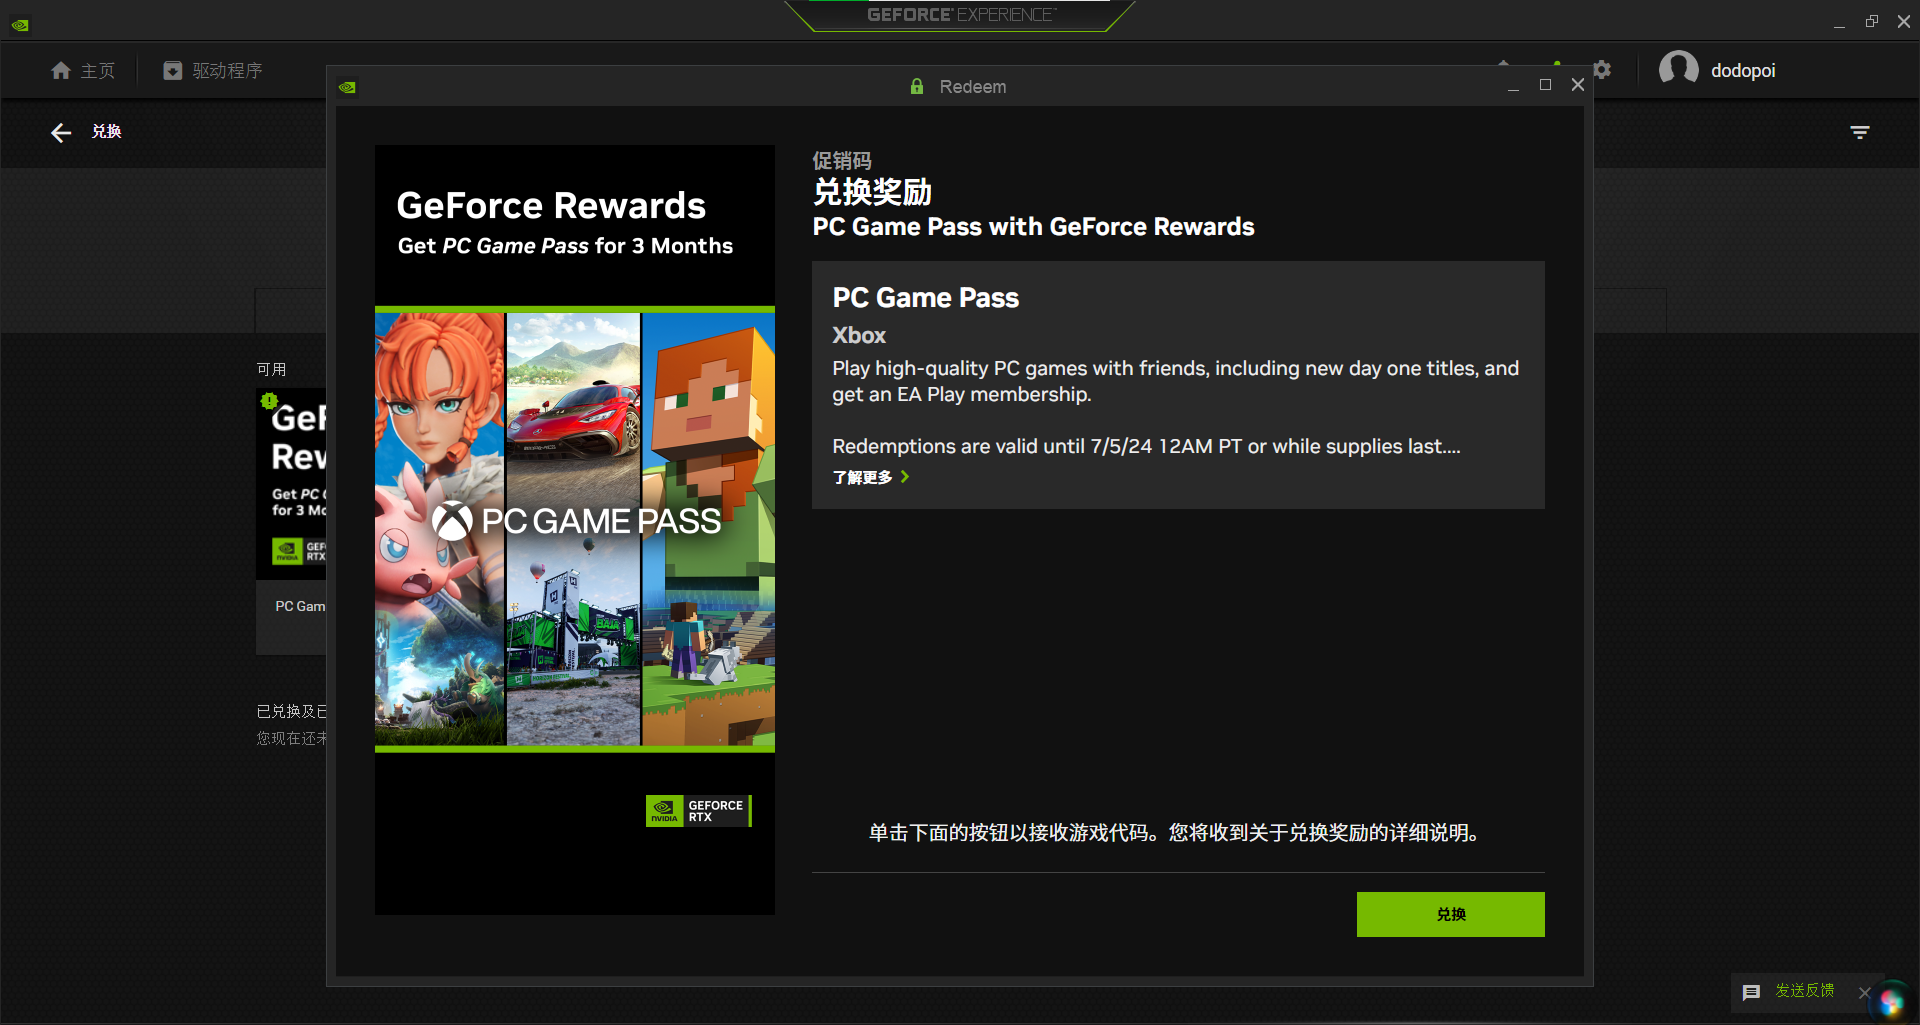 GEFORCE EXPERIENCE
主页
驱动程序
dodopoi
兑换
Redeem
GeForce Rewards
Get PC Game Pass for 3 Months
PC GAME PASS
NVIDIA
GEFORCE
RTX
促销码
兑换奖励
PC Game Pass with GeForce Rewards
PC Game Pass
Xbox
Play high-quality PC games with friends, including new day one titles, and
get an EA Play membership.
Redemptions are valid until 7/5/24 12AM PT or while supplies last....
了解更多
单击下面的按钮以接收游戏代码。您将收到关于兑换奖励的详细说明。
兑换
可用
GeF
Rew
Get PC
for 3 Mo
NVIDIA
GEF
RTX
PC Gam
已兑换及已
您现在还未
发送反馈